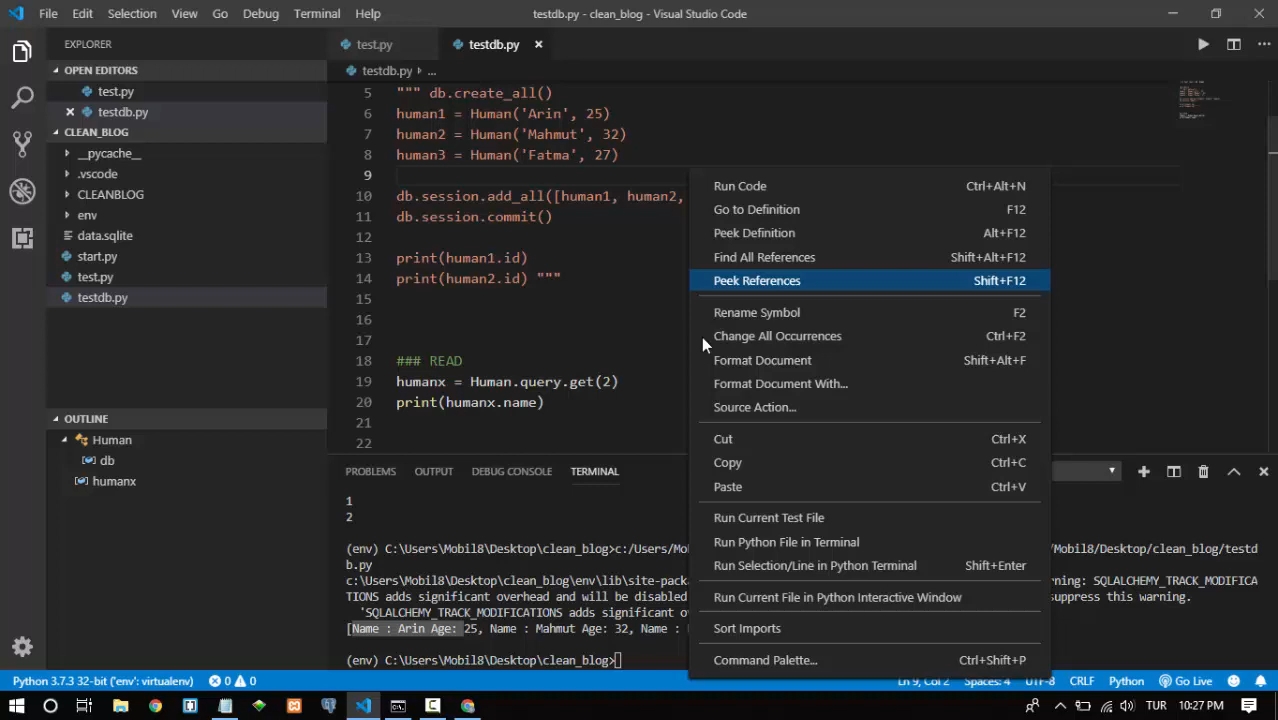 File Edit Selection View Go Debug Terminal Help testdb.py - clean_blog - Visual Studio Code
EXPLORER
OPEN EDITORS
test.py
testdb.py
CLEAN_BLOG
__pycache__
.vscode
CLEANBLOG
env
data.sqlite
start.py
test.py
testdb.py
OUTLINE
Human
db
humanx
test.py testdb.py
testdb.py ...
5 """ db.create_all()
6 human1 = Human('Arin', 25)
7 human2 = Human('Mahmut', 32)
8 human3 = Human('Fatma', 27)
9
10 db.session.add_all([human1, human2,
11 db.session.commit()
12
13 print(human1.id)
14 print(human2.id) """
15
16
17
18 ### READ
19 humanx = Human.query.get(2)
20 print(humanx.name)
21
22
Run Code Ctrl+Alt+N
Go to Definition F12
Peek Definition Alt+F12
Find All References Shift+Alt+F12
Peek References Shift+F12
Rename Symbol F2
Change All Occurrences Ctrl+F2
Format Document Shift+Alt+F
Format Document With...
Source Action...
Cut Ctrl+X
Copy Ctrl+C
Paste Ctrl+V
Run Current Test File
Run Python File in Terminal
Run Selection/Line in Python Terminal Shift+Enter
Run Current File in Python Interactive Window
Sort Imports
Command Palette... Ctrl+Shift+P
PROBLEMS OUTPUT DEBUG CONSOLE TERMINAL
1
2
(env) C:\Users\Mobil8\Desktop\clean_blog>c:/Users/Mo Mobil8/Desktop/clean_blog/testd
b.py
c:\Users\Mobil8\Desktop\clean_blog\env\lib\site-pack rning: SQLALCHEMY_TRACK_MODIFICA
TIONS adds significant overhead and will be disabled suppress this warning.
'SQLALCHEMY_TRACK_MODIFICATIONS adds significant ov
[Name : Arin Age: 25, Name : Mahmut Age: 32, Name :
(env) C:\Users\Mobil8\Desktop\clean_blog>
Python 3.7.3 32-bit ('env': virtualenv) 0 0 Ln 9, Col 2 Spaces: 4 UTF-8 CRLF Python Go Live
TUR 10:27 PM